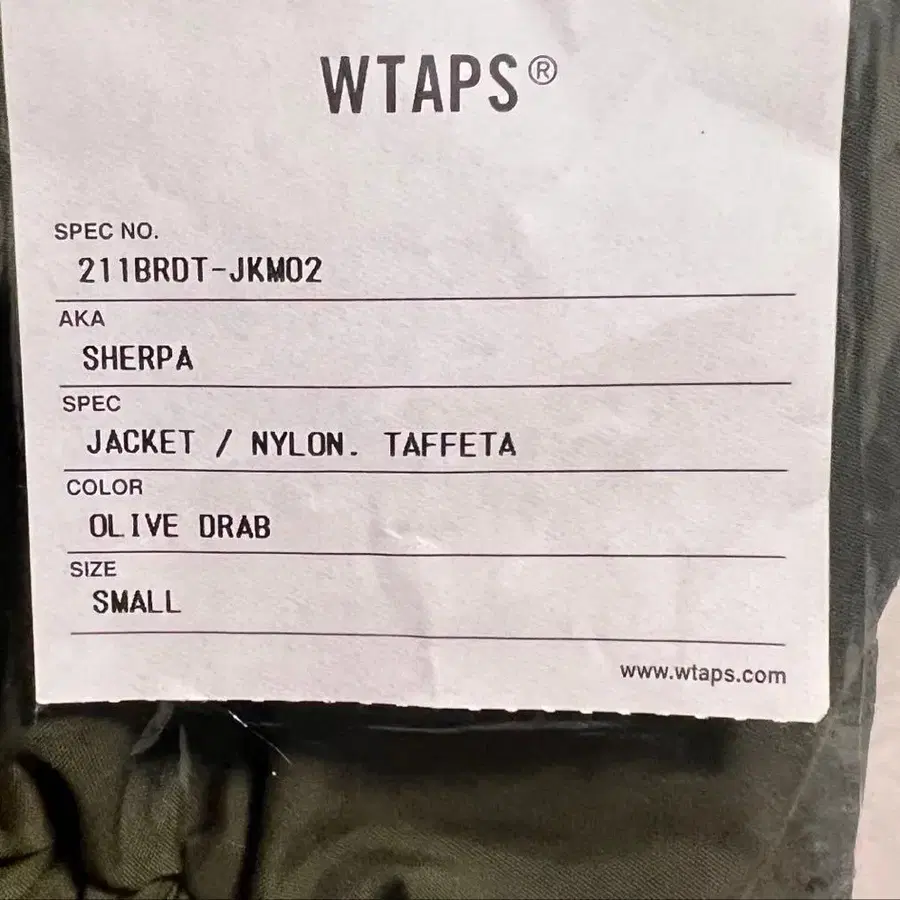 WTAPS®
SPEC NO.
211BRDT-JKM02
AKA
SHERPA
SPEC
JACKET / NYLON. TAFFETA
COLOR
OLIVE DRAB
SIZE
SMALL
www.wtaps.com